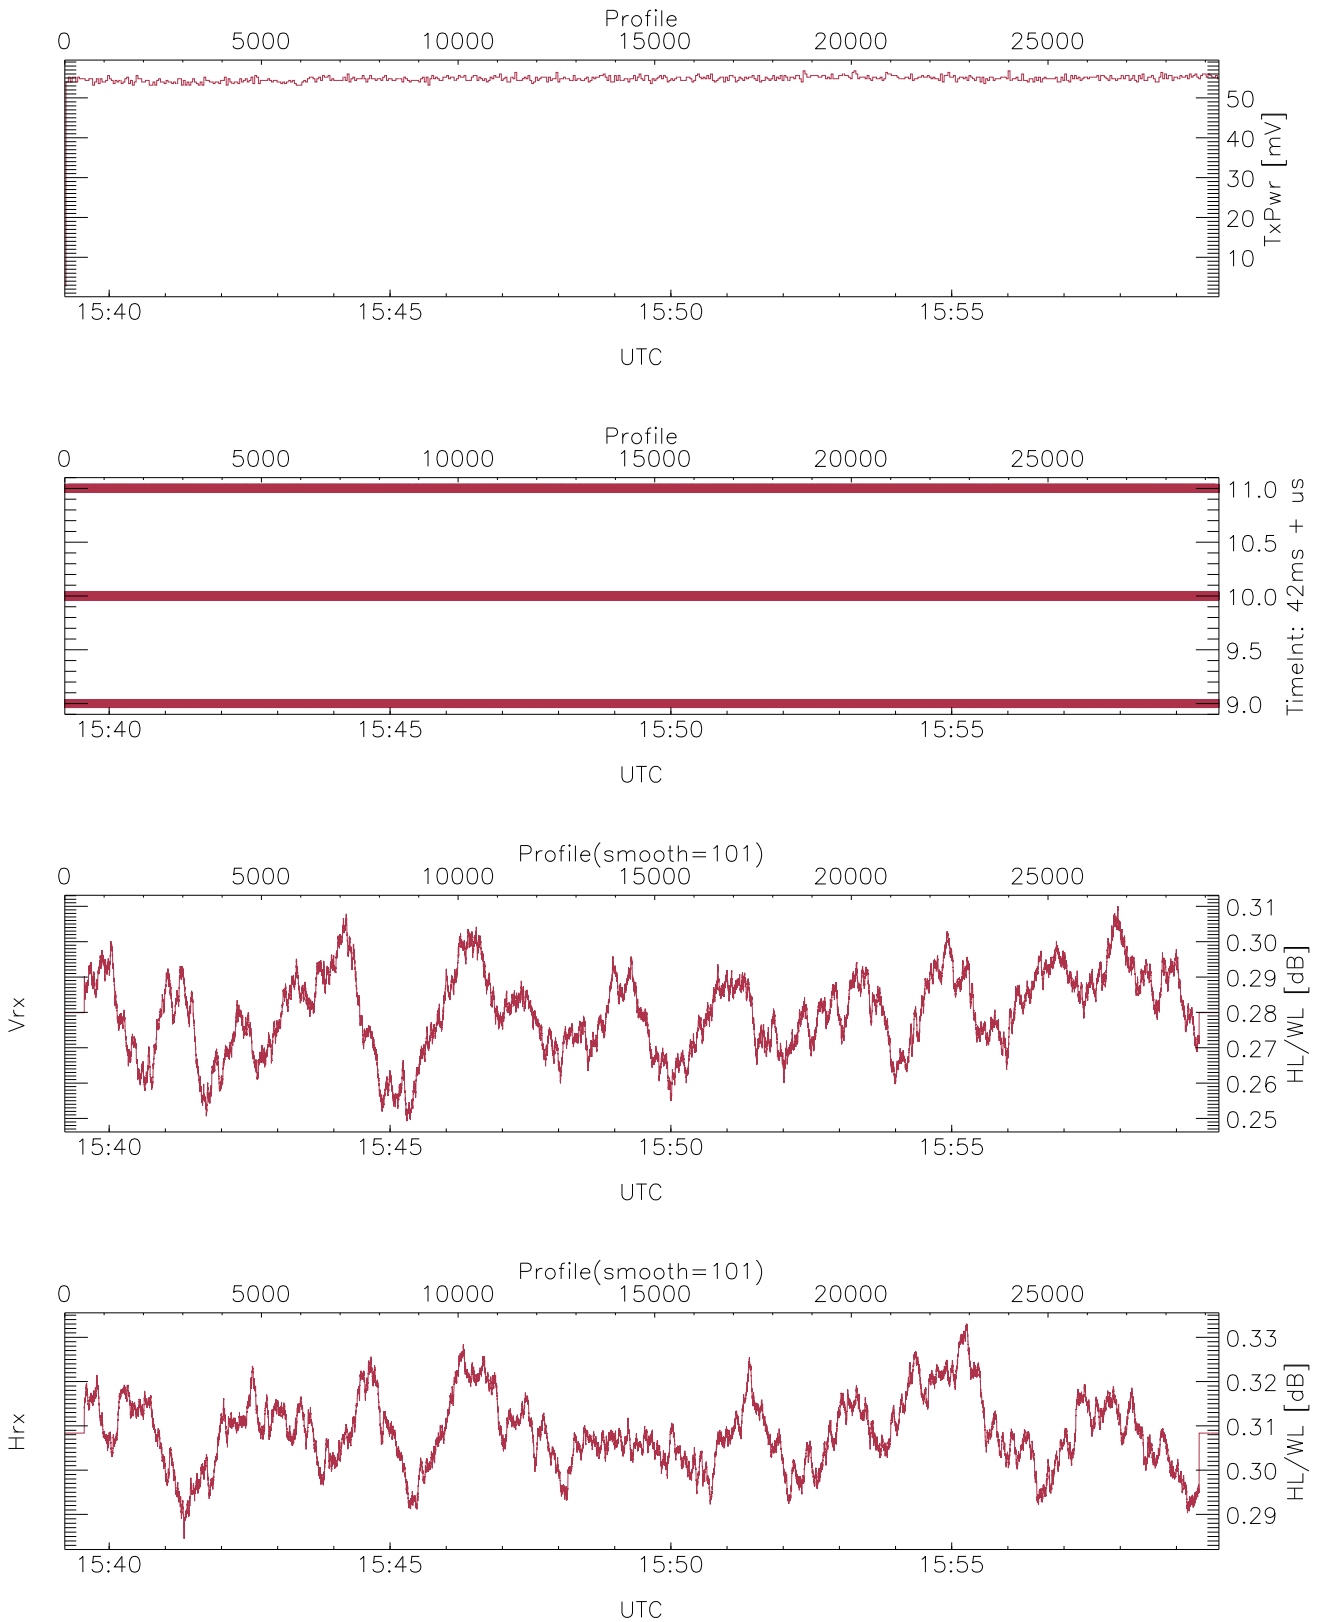 Profile
0 5000 10000 15000 20000 25000
50
40
30
20
10
TxPwr [mV]
15:40 15:45 15:50 15:55
UTC
Profile
0 5000 10000 15000 20000 25000
11.0
10.5
10.0
9.5
9.0
TimeInt: 42ms + us
15:40 15:45 15:50 15:55
UTC
Profile(smooth=101)
0 5000 10000 15000 20000 25000
Vrx
0.31
0.30
0.29
0.28
0.27
0.26
0.25
HL/WL [dB]
15:40 15:45 15:50 15:55
UTC
Profile(smooth=101)
0 5000 10000 15000 20000 25000
Hrx
0.33
0.32
0.31
0.30
0.29
HL/WL [dB]
15:40 15:45 15:50 15:55
UTC